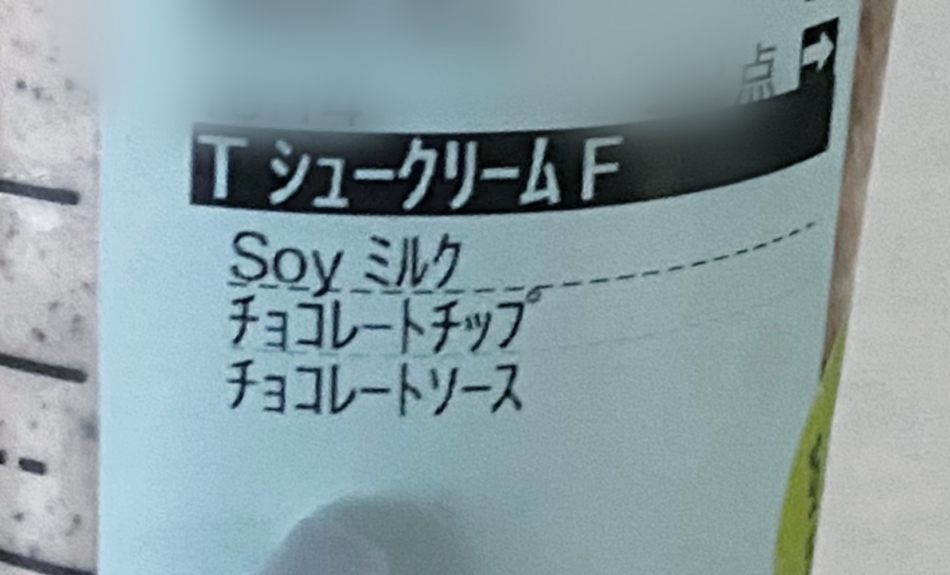 点 →
T シュークリーム F
Soy ミルク
チョコレートチップ
チョコレートソース